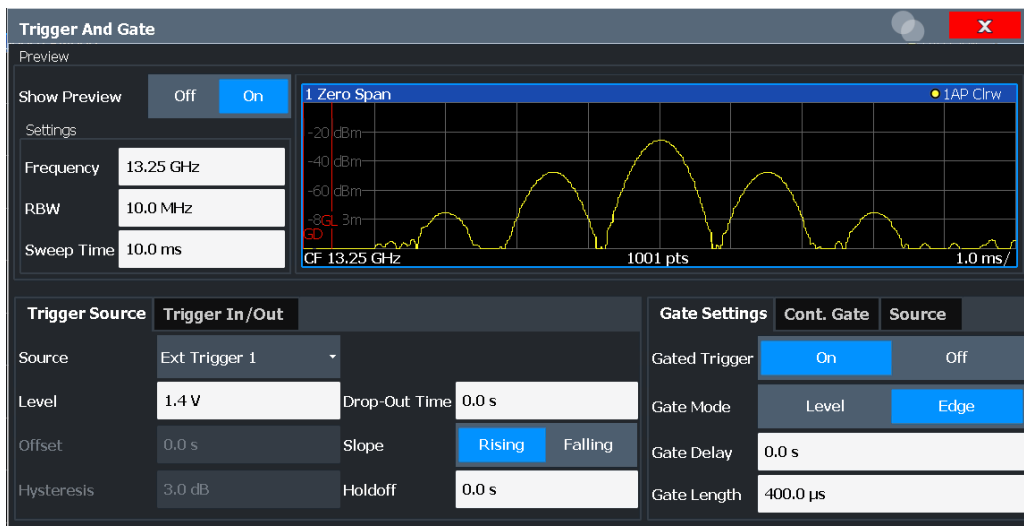 Trigger And Gate
X
Preview
Show Preview Off On
Settings
Frequency 13.25 GHz
RBW 10.0 MHz
Sweep Time 10.0 ms
1 Zero Span 1AP Clrw
-20 dBm
-40 dBm
-60 dBm
-8GL 3m
GD
CF 13.25 GHz 1001 pts 1.0 ms/
Trigger Source Trigger In/Out
Source Ext Trigger 1
Level 1.4 V Drop-Out Time 0.0 s
Offset 0.0 s Slope Rising Falling
Hysteresis 3.0 dB Holdoff 0.0 s
Gate Settings Cont. Gate Source
Gated Trigger On Off
Gate Mode Level Edge
Gate Delay 0.0 s
Gate Length 400.0 µs